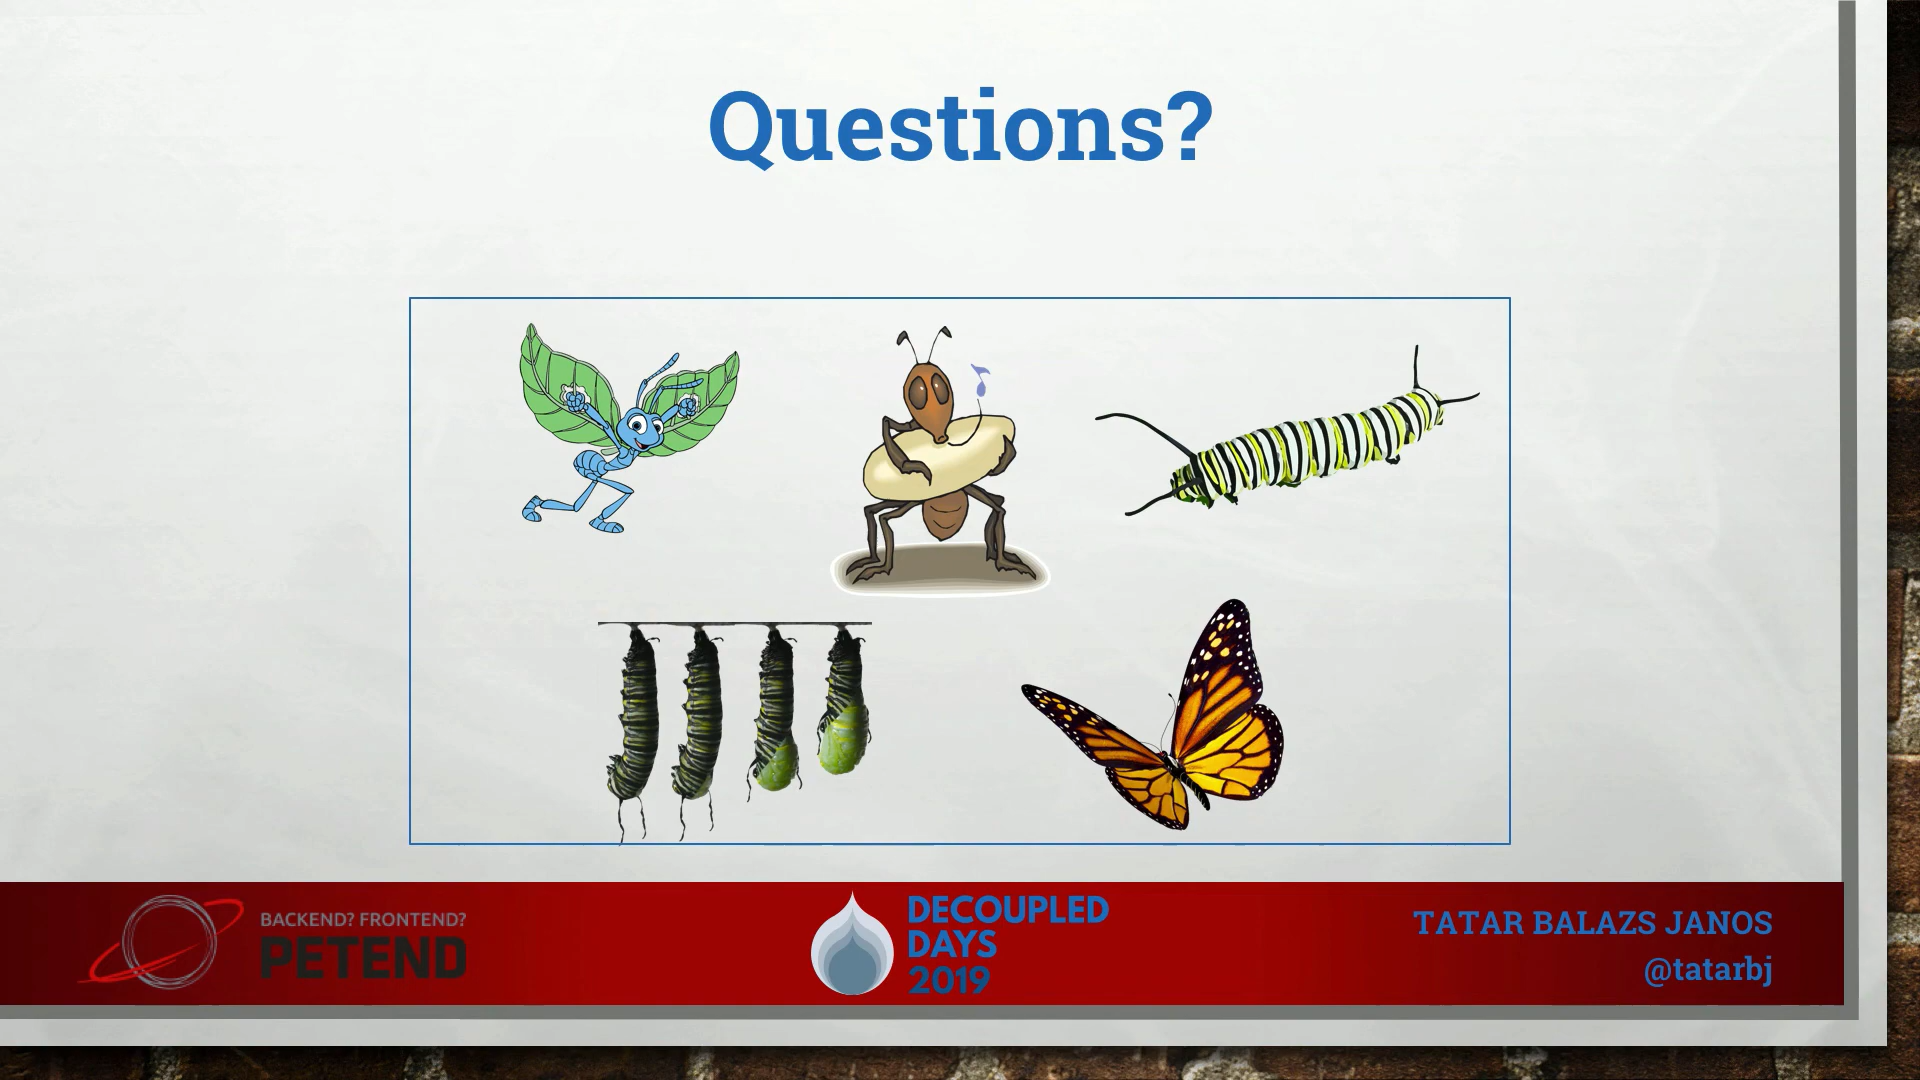 Questions?
BACKEND? FRONTEND?
PETEND
DECOUPLED
DAYS
2019
TATAR BALAZS JANOS
@tatarbj